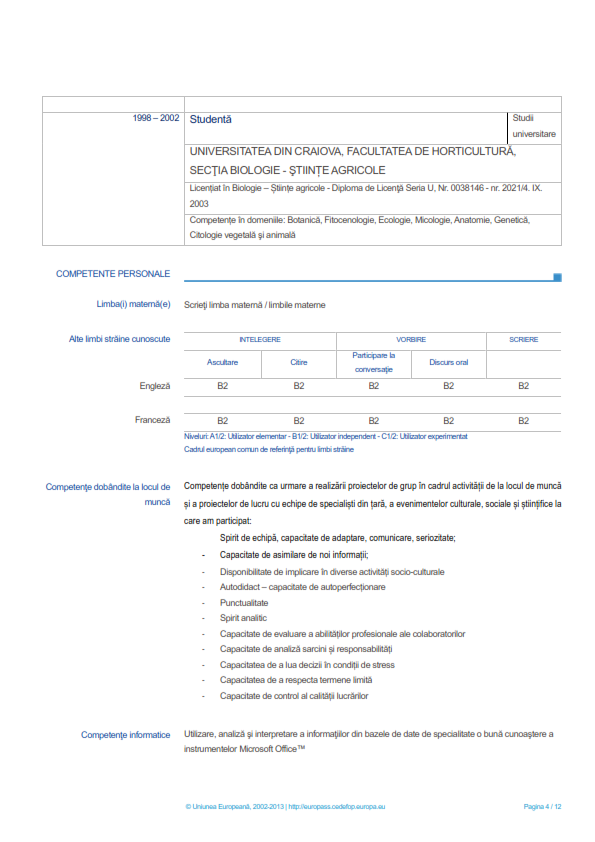 1998 – 2002 Studentă Studii
universitare
UNIVERSITATEA DIN CRAIOVA, FACULTATEA DE HORTICULTURĂ,
SECȚIA BIOLOGIE - ŞTIINȚE AGRICOLE
Licențiat în Biologie – Științe agricole - Diploma de Licenţă Seria U, Nr. 0038146 - nr. 2021/4. IX.
2003
Competențe în domeniile: Botanică, Fitocenologie, Ecologie, Micologie, Anatomie, Genetică,
Citologie vegetală şi animală
COMPETENTE PERSONALE
Limba(i) maternă(e) Scrieţi limba maternă / limbile materne
Alte limbi străine cunoscute INTELEGERE VORBIRE SCRIERE
Ascultare Citire Participare la conversaţie Discurs oral
Engleză B2 B2 B2 B2 B2
Franceză B2 B2 B2 B2 B2
Niveluri: A1/2: Utilizator elementar - B1/2: Utilizator independent - C1/2: Utilizator experimentat
Cadrul european comun de referinţă pentru limbi străine
Competenţe dobândite la locul de muncă
Competențe dobândite ca urmare a realizării proiectelor de grup în cadrul activității de la locul de muncă
și a proiectelor de lucru cu echipe de specialiști din țară, a evenimentelor culturale, sociale și științifice la
care am participat:
Spirit de echipă, capacitate de adaptare, comunicare, seriozitate;
- Capacitate de asimilare de noi informații;
- Disponibilitate de implicare în diverse activități socio-culturale
- Autodidact – capacitate de autoperfecționare
- Punctualitate
- Spirit analitic
- Capacitate de evaluare a abilităților profesionale ale colaboratorilor
- Capacitate de analiză sarcini și responsabilități
- Capacitatea de a lua decizii în condiții de stress
- Capacitatea de a respecta termene limită
- Capacitate de control al calității lucrărilor
Competenţe informatice Utilizare, analiză şi interpretare a informaţiilor din bazele de date de specialitate o bună cunoaştere a
instrumentelor Microsoft Office™
© Uniunea Europeană, 2002-2013 | http://europass.cedefop.europa.eu Pagina 4 / 12